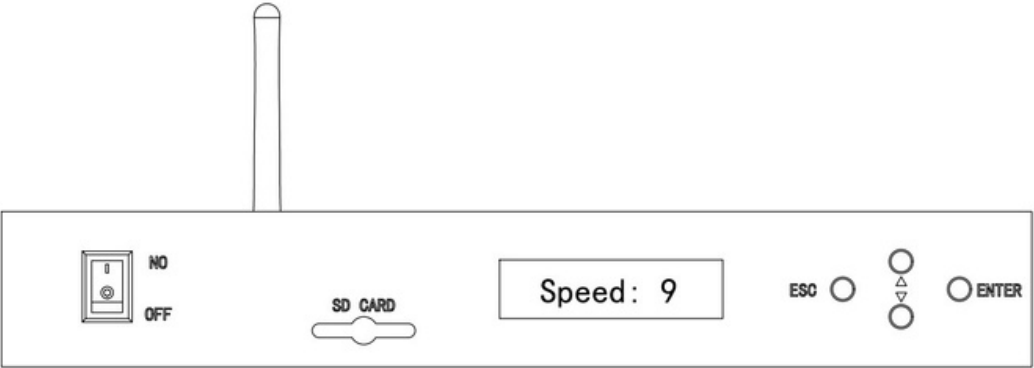 NO
OFF
SD CARD
Speed: 9
ESC
ENTER